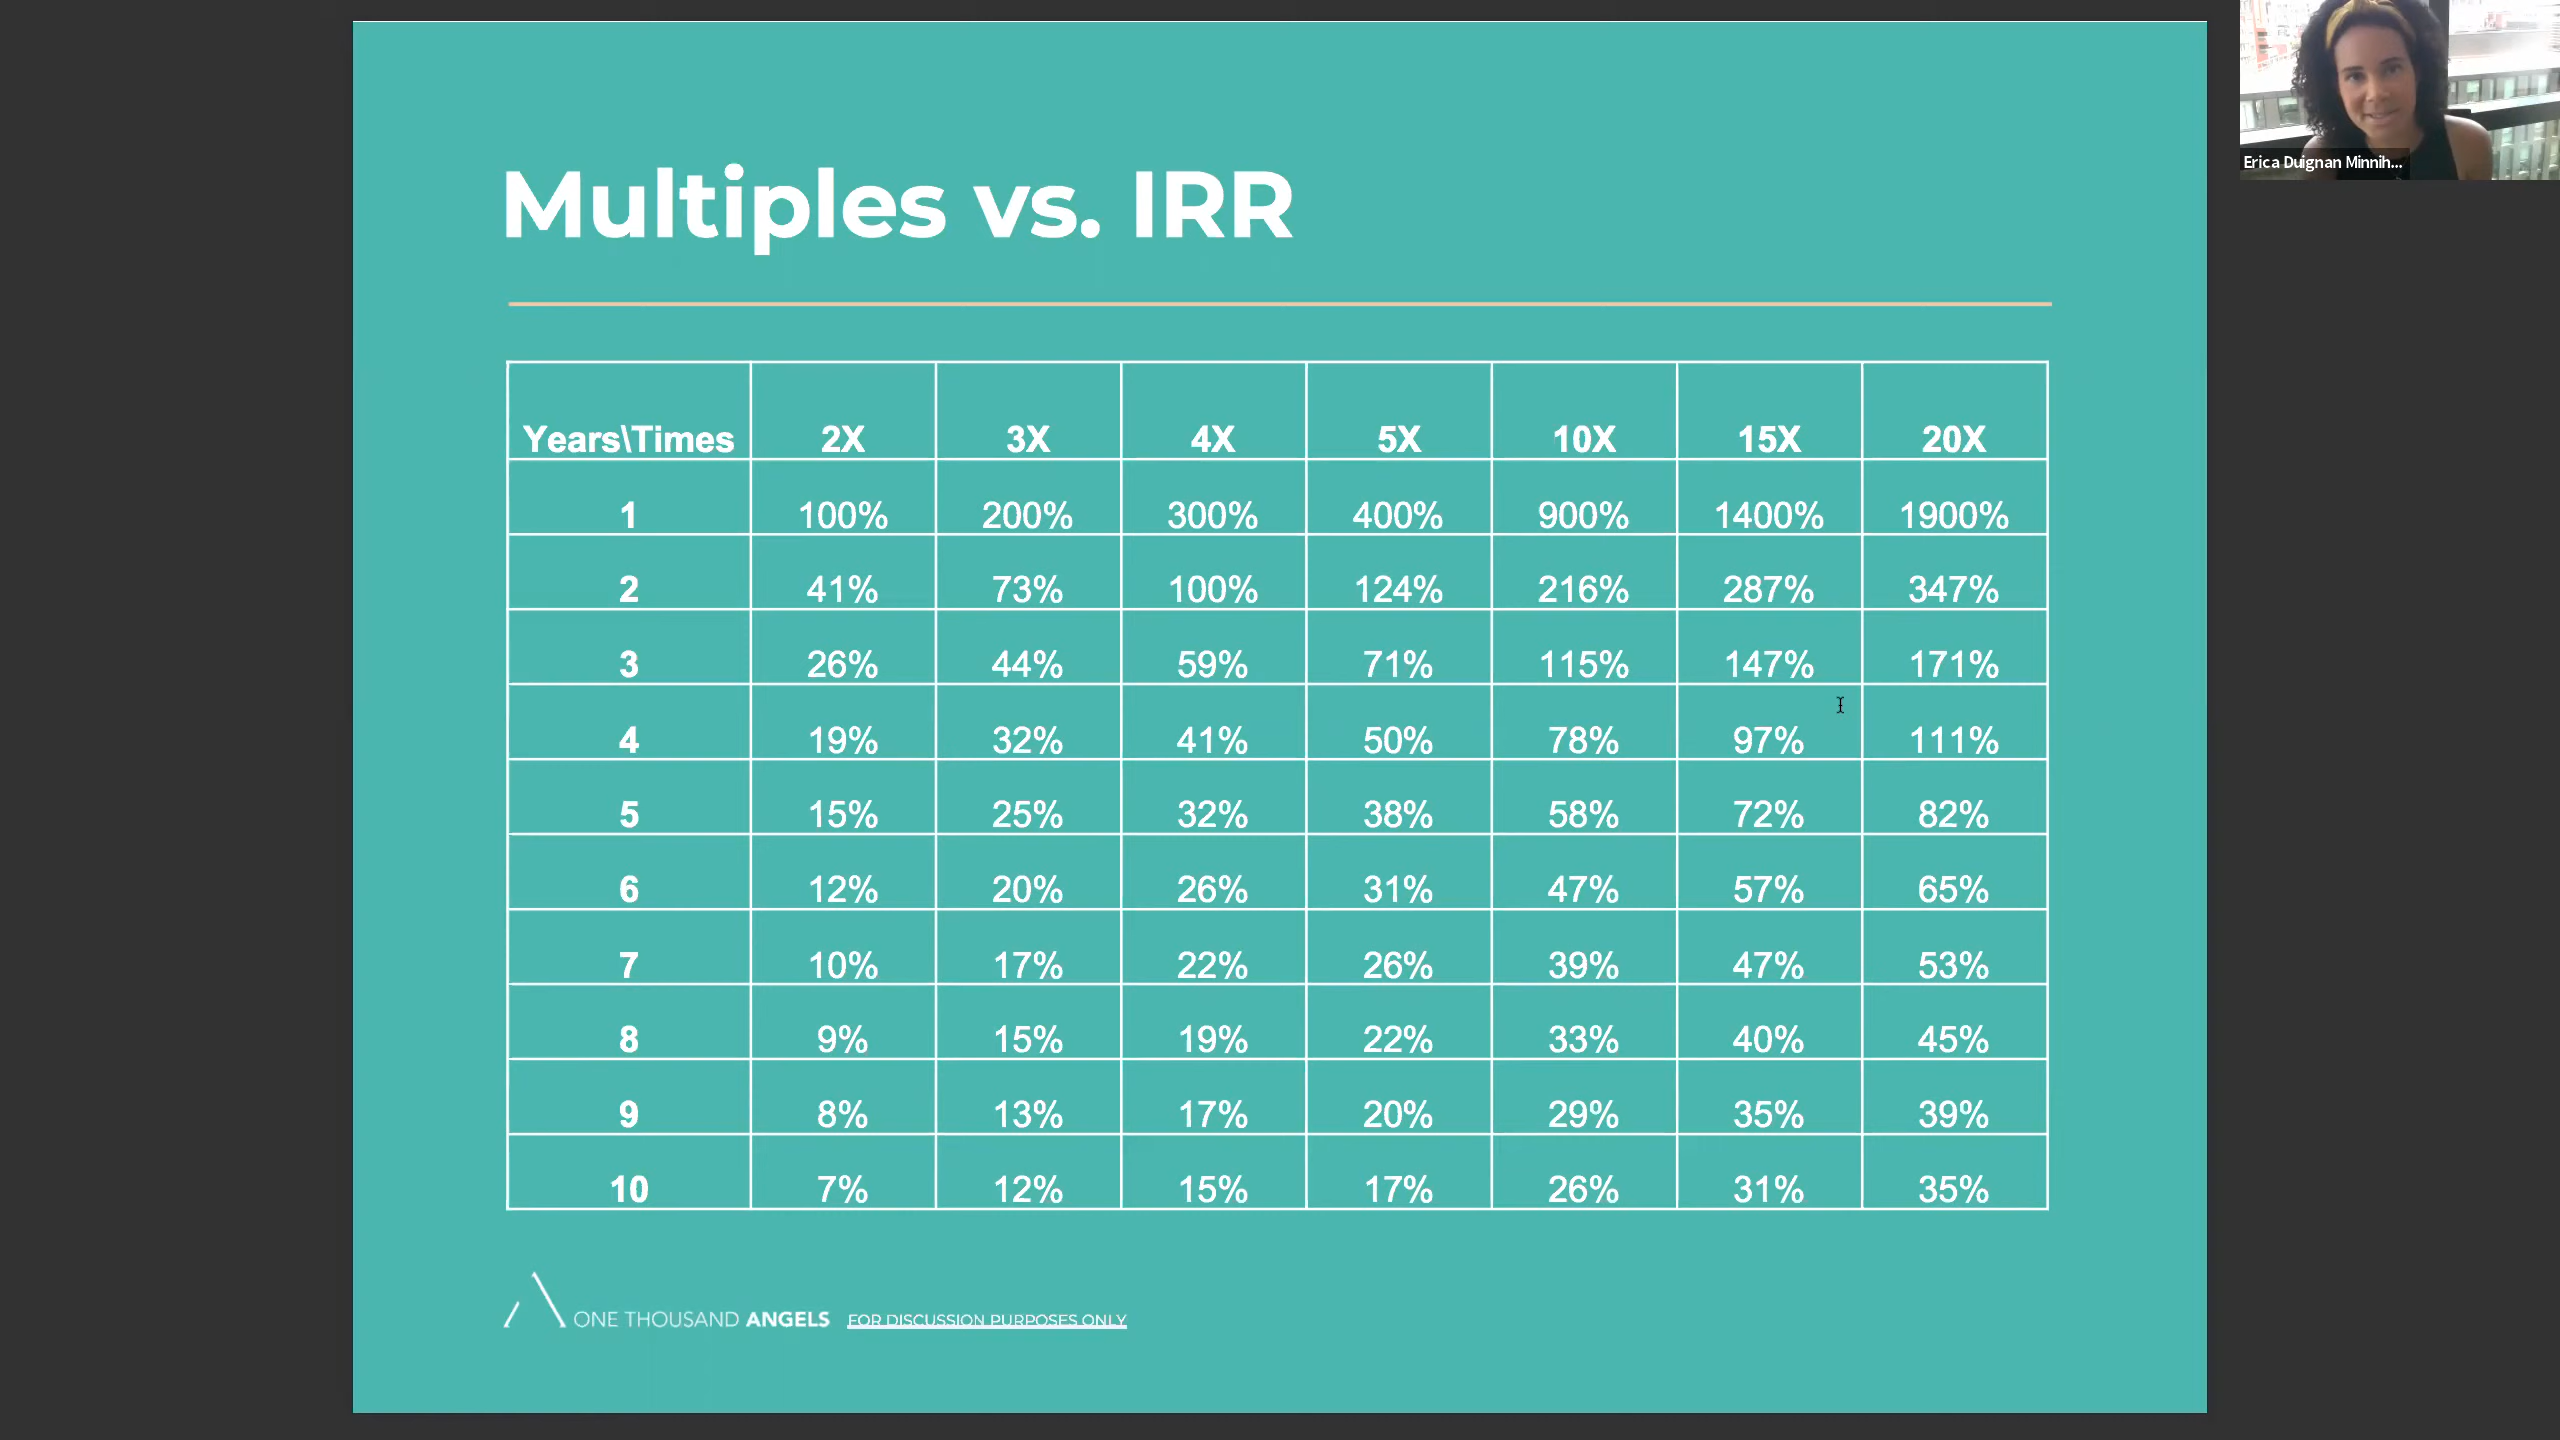 Erica Duignan Minnih...
Multiples vs. IRR
Years\Times 2X 3X 4X 5X 10X 15X 20X
1 100% 200% 300% 400% 900% 1400% 1900%
2 41% 73% 100% 124% 216% 287% 347%
3 26% 44% 59% 71% 115% 147% 171%
4 19% 32% 41% 50% 78% 97% 111%
5 15% 25% 32% 38% 58% 72% 82%
6 12% 20% 26% 31% 47% 57% 65%
7 10% 17% 22% 26% 39% 47% 53%
8 9% 15% 19% 22% 33% 40% 45%
9 8% 13% 17% 20% 29% 35% 39%
10 7% 12% 15% 17% 26% 31% 35%
ONE THOUSAND ANGELS FOR DISCUSSION PURPOSES ONLY